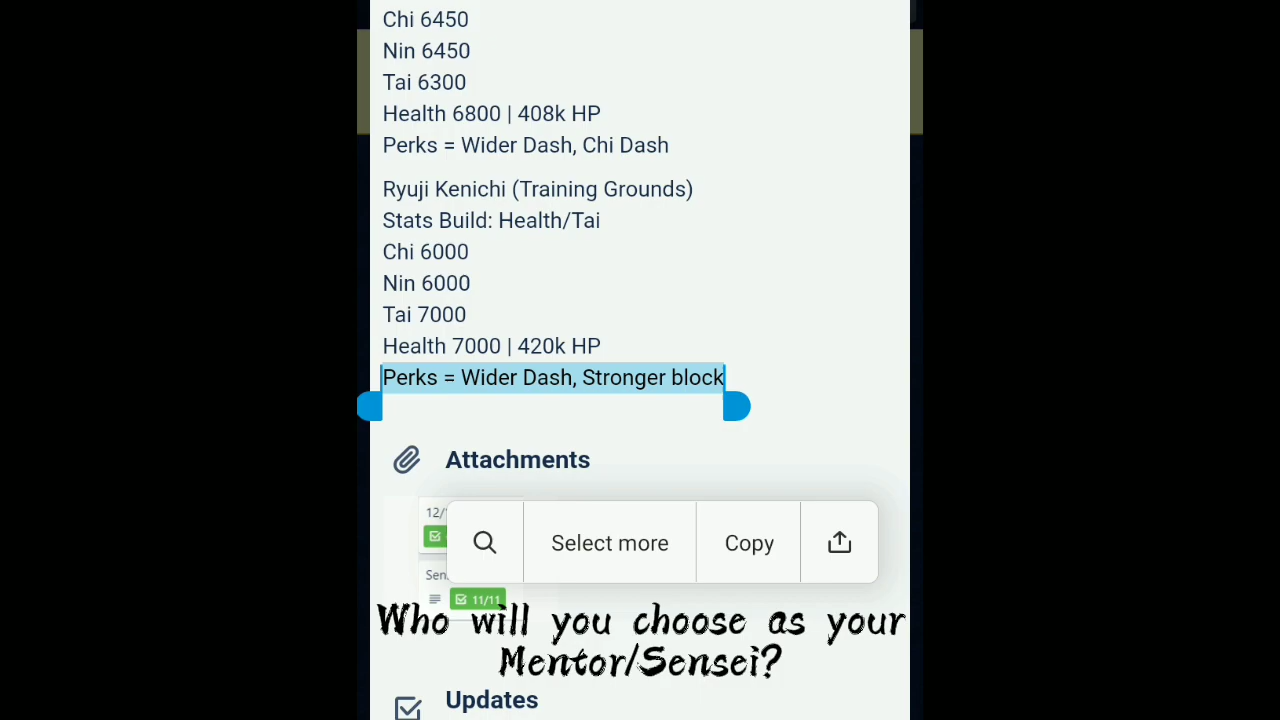 Chi 6450
Nin 6450
Tai 6300
Health 6800 | 408k HP
Perks = Wider Dash, Chi Dash
Ryuji Kenichi (Training Grounds)
Stats Build: Health/Tai
Chi 6000
Nin 6000
Tai 7000
Health 7000 | 420k HP
Perks = Wider Dash, Stronger block
Attachments
12/
Select more
Copy
Sen
11/11
Who will you choose as your
Mentor/Sensei?
Updates